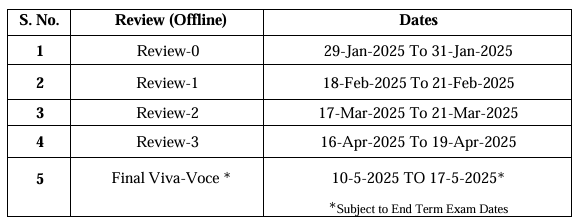 S. No. Review (Offline) Dates
1 Review-0 29-Jan-2025 To 31-Jan-2025
2 Review-1 18-Feb-2025 To 21-Feb-2025
3 Review-2 17-Mar-2025 To 21-Mar-2025
4 Review-3 16-Apr-2025 To 19-Apr-2025
5 Final Viva-Voce * 10-5-2025 TO 17-5-2025*
*Subject to End Term Exam Dates